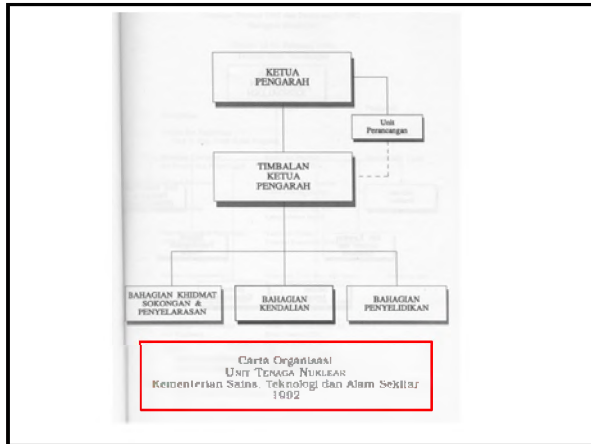 KETUA
PENGARAH
Unit
Perancangan
TIMBALAN
KETUA
PENGARAH
BAHAGIAN KHIDMAT
SOKONGAN &
PENYELARASAN
BAHAGIAN
KENDALIAN
BAHAGIAN
PENYELIDIKAN
Carta Organisasi
UNIT TENAGA NUKLEAR
Kementerian Sains, Teknologi dan Alam Sekitar
1992